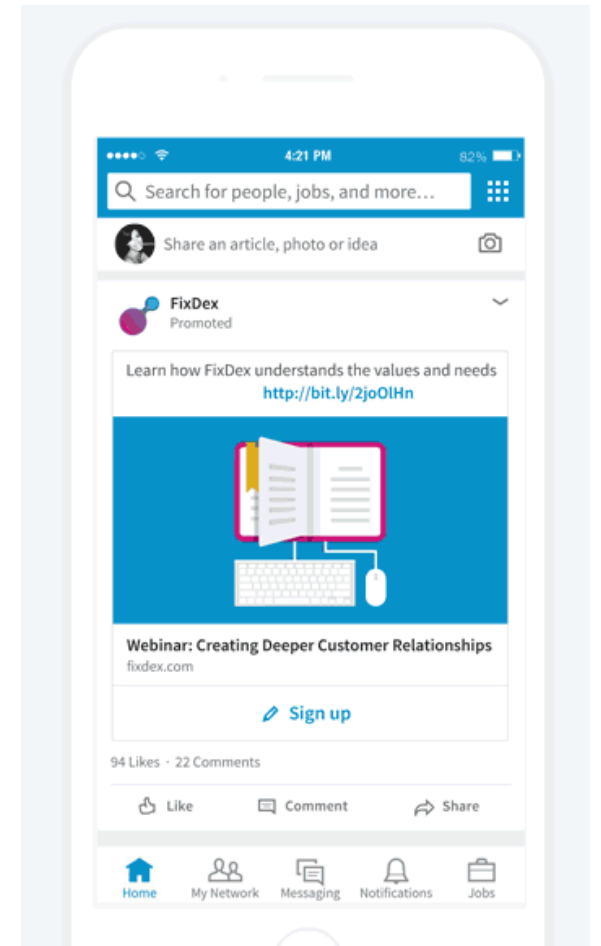 4:21 PM
82%
Search for people, jobs, and more...
Share an article, photo or idea
FixDex
Promoted
Learn how FixDex understands the values and needs
http://bit.ly/2joOlHn
Webinar: Creating Deeper Customer Relationships
fixdex.com
Sign up
94 Likes · 22 Comments
Like Comment Share
Home My Network Messaging Notifications Jobs